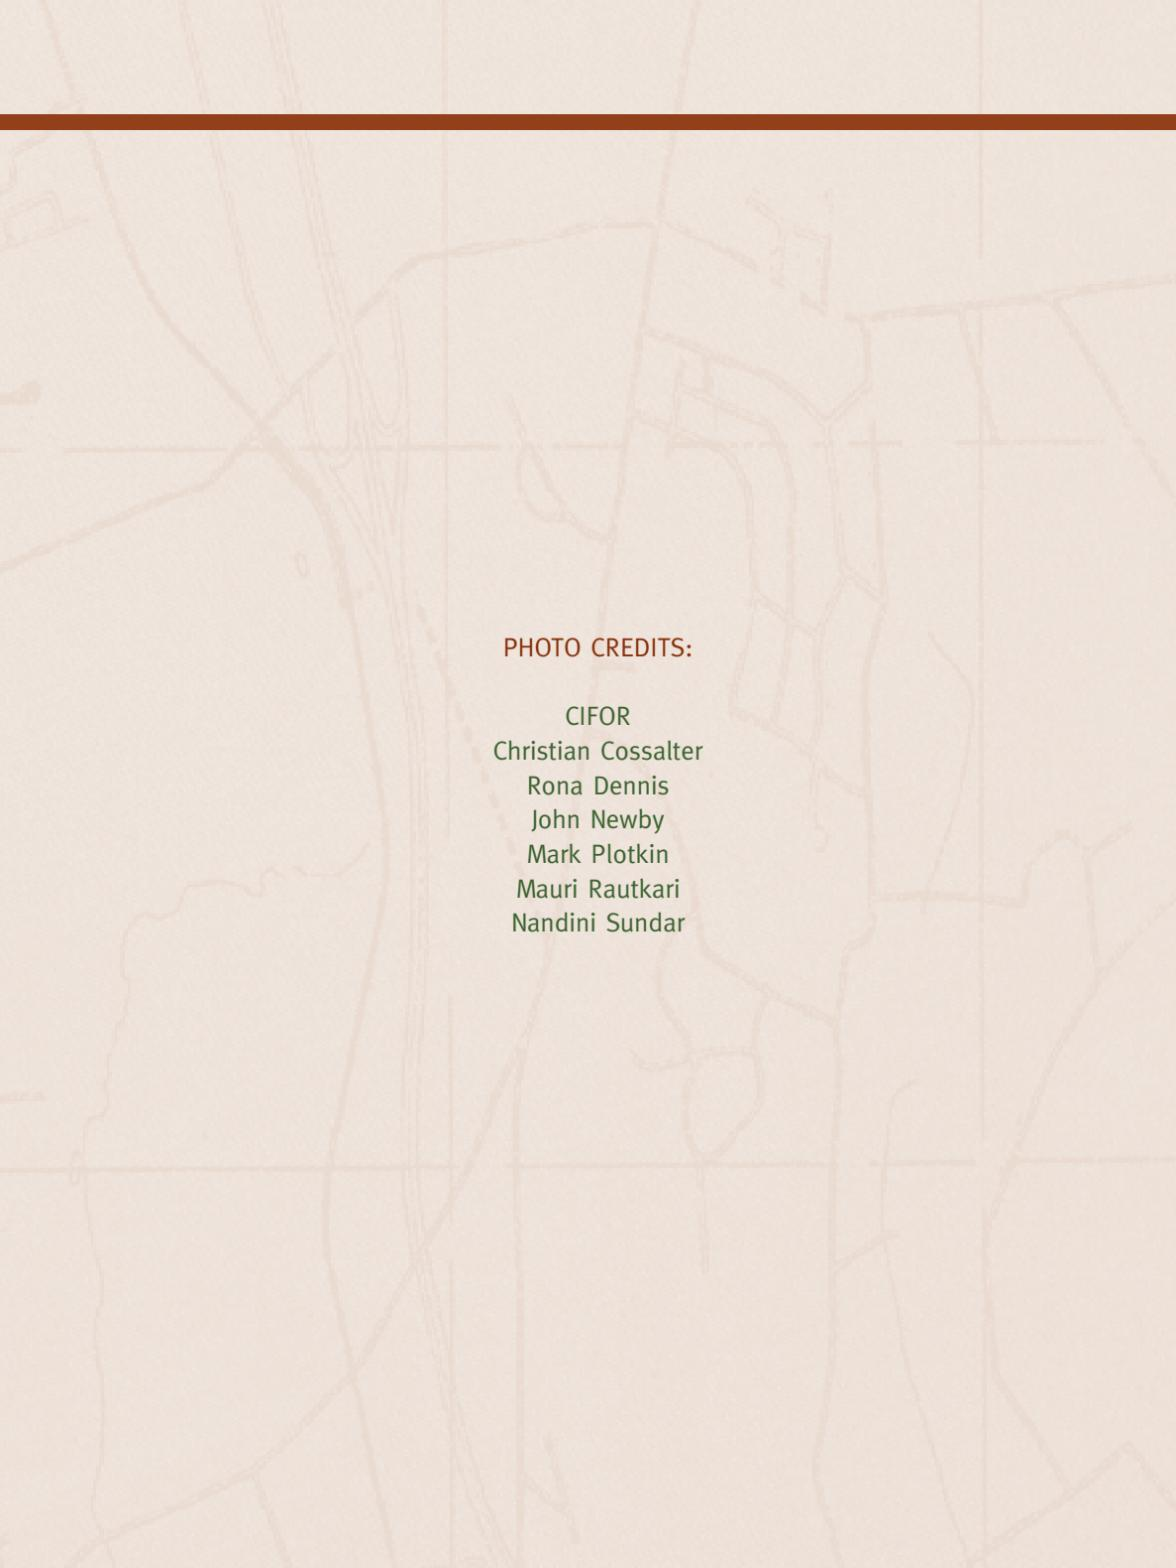 PHOTO CREDITS:
CIFOR
Christian Cossalter
Rona Dennis
John Newby
Mark Plotkin
Mauri Rautkari
Nandini Sundar